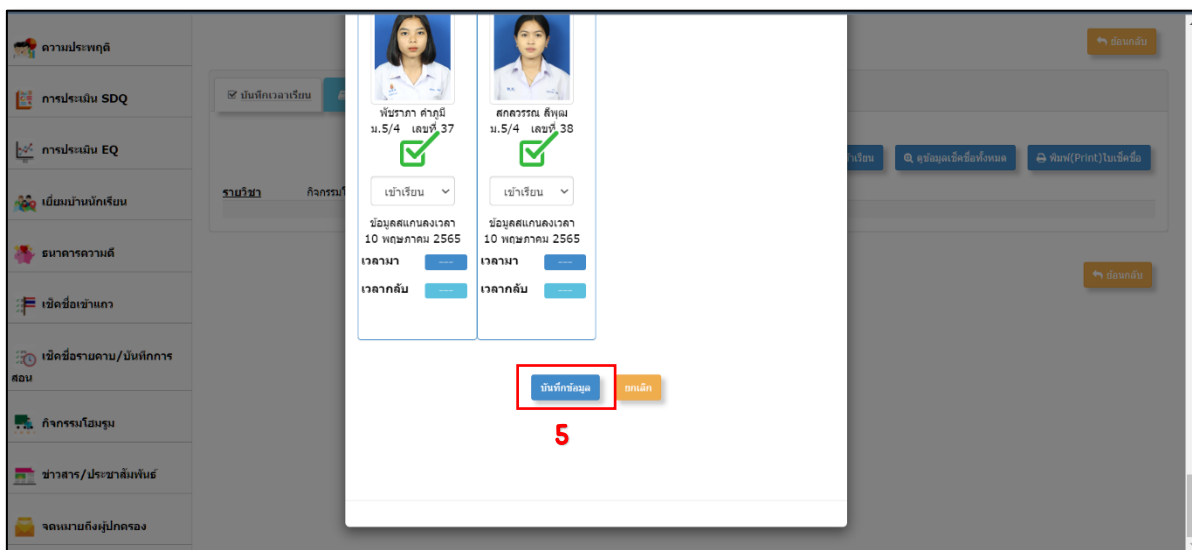 ความประพฤติ
การประเมิน SDQ
การประเมิน EQ
เยี่ยมบ้านนักเรียน
ธนาคารความดี
เช็คชื่อเข้าแถว
เช็คชื่อรายคาบ/บันทึกการ
สอน
กิจกรรมโฮมรูม
ข่าวสาร/ประชาสัมพันธ์
จดหมายถึงผู้ปกครอง
ย้อนกลับ
บันทึกเวลาเรียน
ดูข้อมูลเช็คชื่อทั้งหมด
พิมพ์(Print)ใบเช็คชื่อ
รายวิชา
พัชราภา คำภูมี
ม.5/4 เลขที่ 37
เข้าเรียน
ข้อมูลสแกนลงเวลา
10 พฤษภาคม 2565
เวลามา ---
เวลากลับ ---
สกาวรรณ ลีพุฒ
ม.5/4 เลขที่ 38
เข้าเรียน
ข้อมูลสแกนลงเวลา
10 พฤษภาคม 2565
เวลามา ---
เวลากลับ ---
ย้อนกลับ
บันทึกข้อมูล
ยกเลิก
5